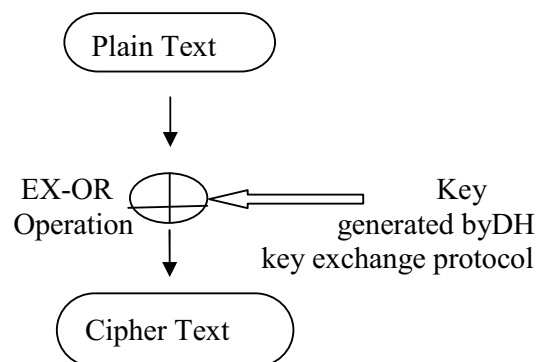 Plain Text
EX-OR
Operation
Key
generated byDH
key exchange protocol
Cipher Text